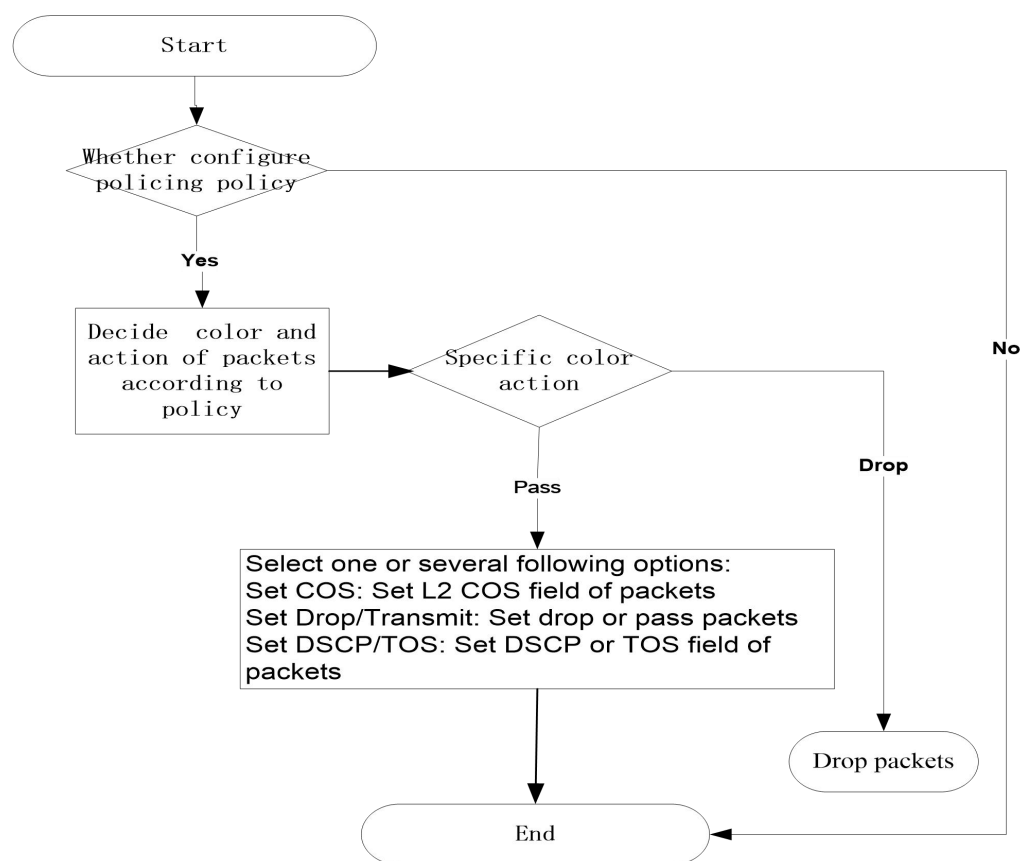 Start
Whether configure
policing policy
Yes
Decide color and
action of packets
according to
policy
Specific color
action
No
Drop
Pass
Select one or several following options:
Set COS: Set L2 COS field of packets
Set Drop/Transmit: Set drop or pass packets
Set DSCP/TOS: Set DSCP or TOS field of
packets
Drop packets
End